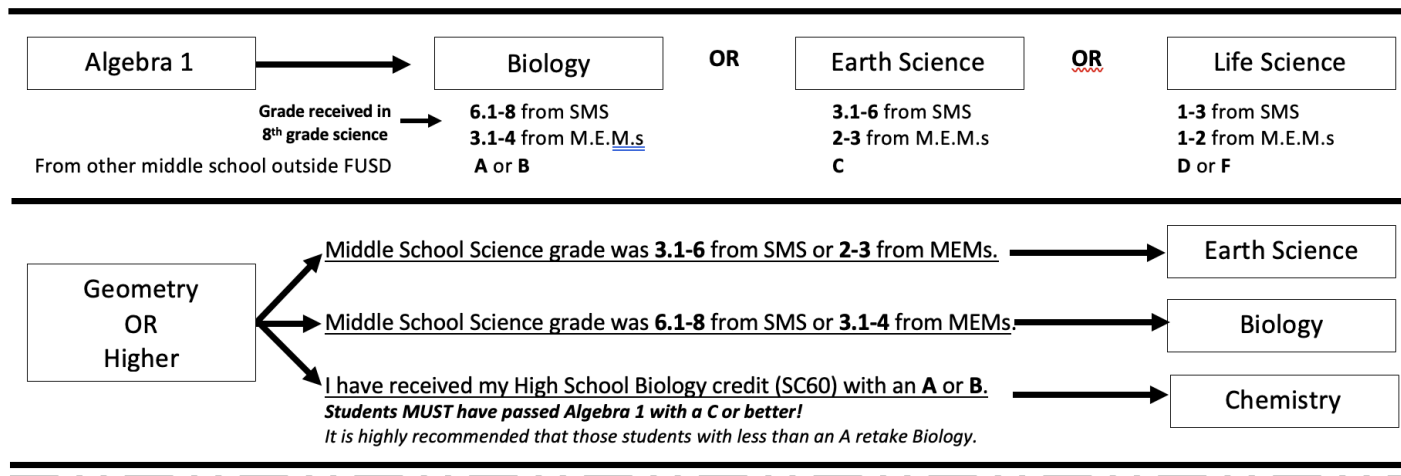 Algebra 1
Biology
OR
Earth Science
OR
Life Science
Grade received in
8th grade science
6.1-8 from SMS
3.1-4 from M.E.M.s
A or B
3.1-6 from SMS
2-3 from M.E.M.s
C
1-3 from SMS
1-2 from M.E.M.s
D or F
From other middle school outside FUSD
Geometry
OR
Higher
Middle School Science grade was 3.1-6 from SMS or 2-3 from MEMs.
Earth Science
Middle School Science grade was 6.1-8 from SMS or 3.1-4 from MEMs.
Biology
I have received my High School Biology credit (SC60) with an A or B.
Students MUST have passed Algebra 1 with a C or better!
It is highly recommended that those students with less than an A retake Biology.
Chemistry